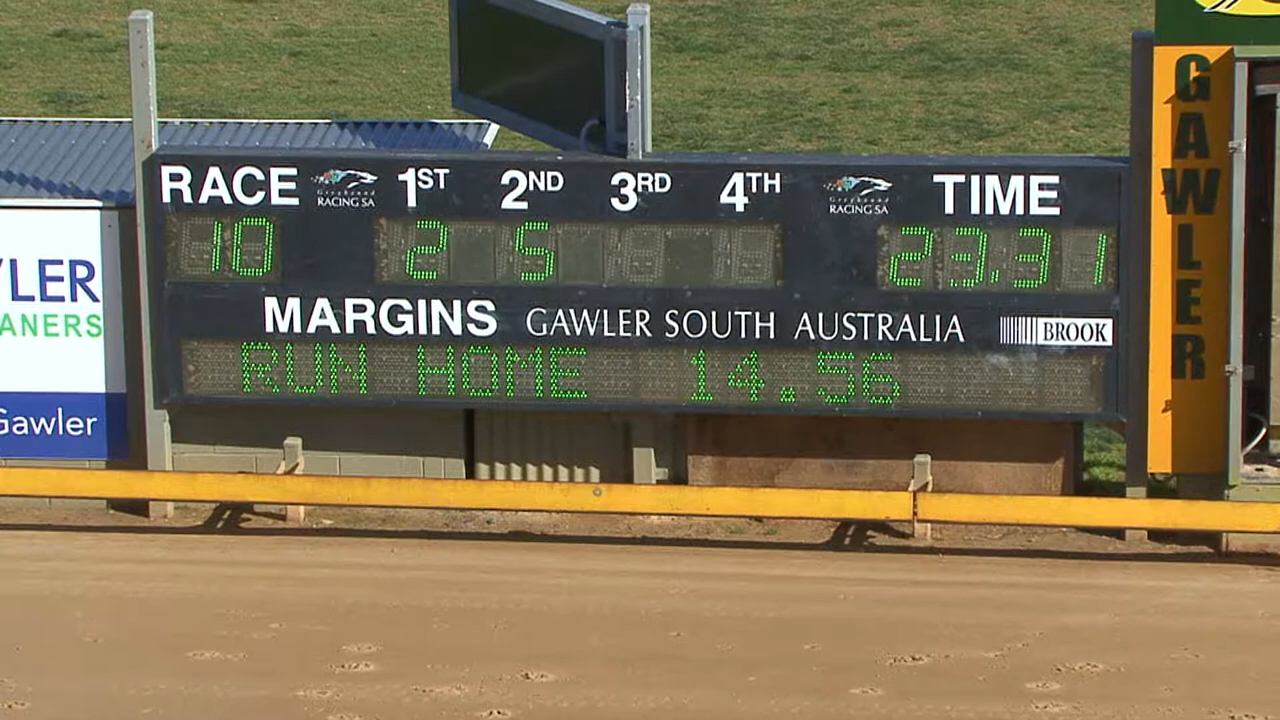 RACE 1ST 2ND 3RD 4TH TIME
Greyhound RACING SA
Greyhound RACING SA
10 2 5 23.31
MARGINS GAWLER SOUTH AUSTRALIA BROOK
RUN HOME 14.56
GAWLER
LER
ANERS
Gawler